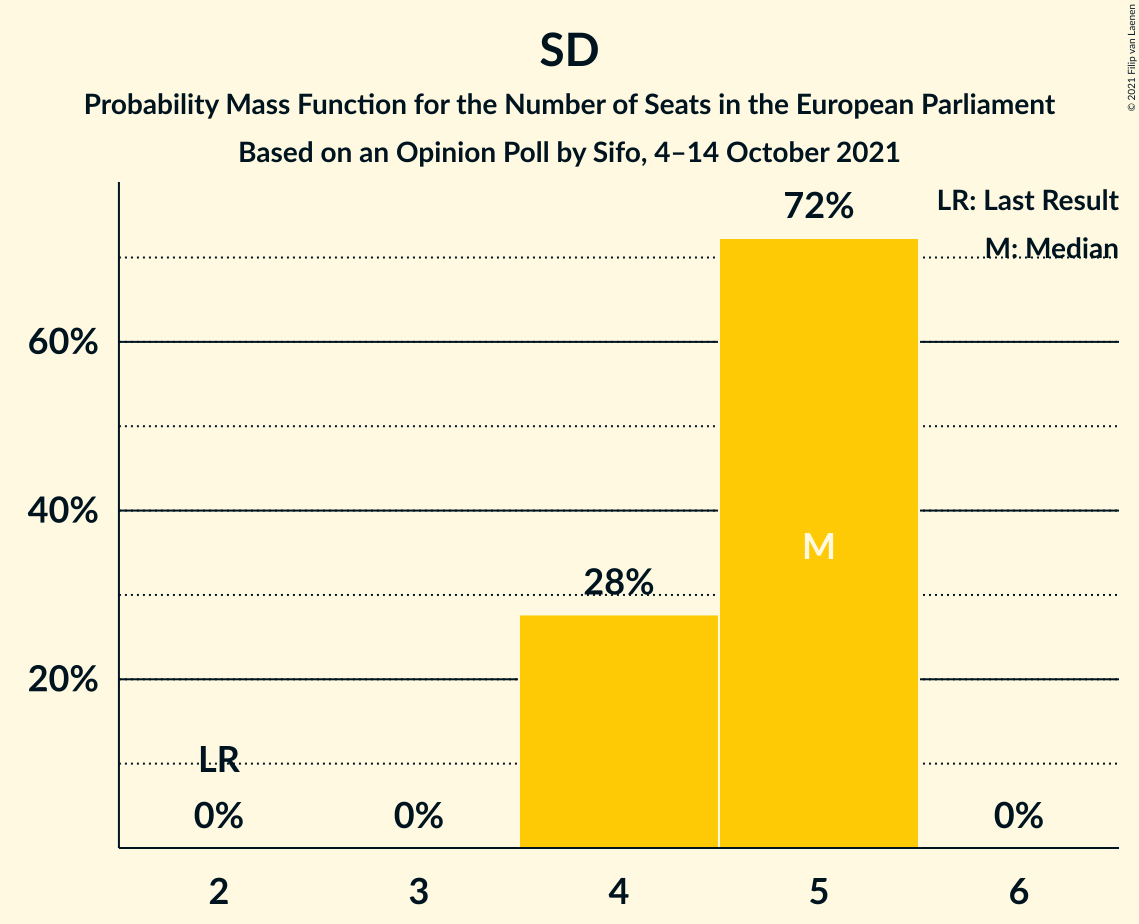 SD
Probability Mass Function for the Number of Seats in the European Parliament
Based on an Opinion Poll by Sifo, 4–14 October 2021
© 2021 Filip van Laenen
LR: Last Result
M: Median
72%
60%
40%
M
28%
20%
LR
0%
0%
0%
2
3
4
5
6